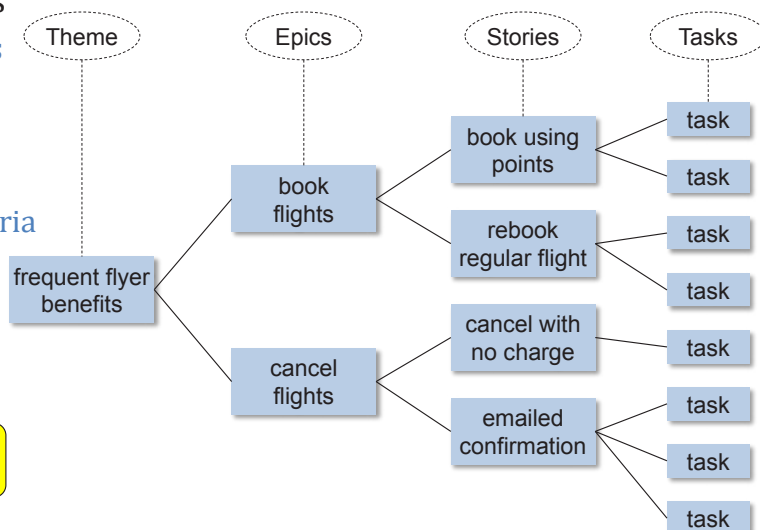 s
Theme
Epics
Stories
Tasks
s
task
book using
points
task
book
flights
ria
rebook
regular flight
task
frequent flyer
benefits
task
cancel with
no charge
task
cancel
flights
task
emailed
confirmation
task
task